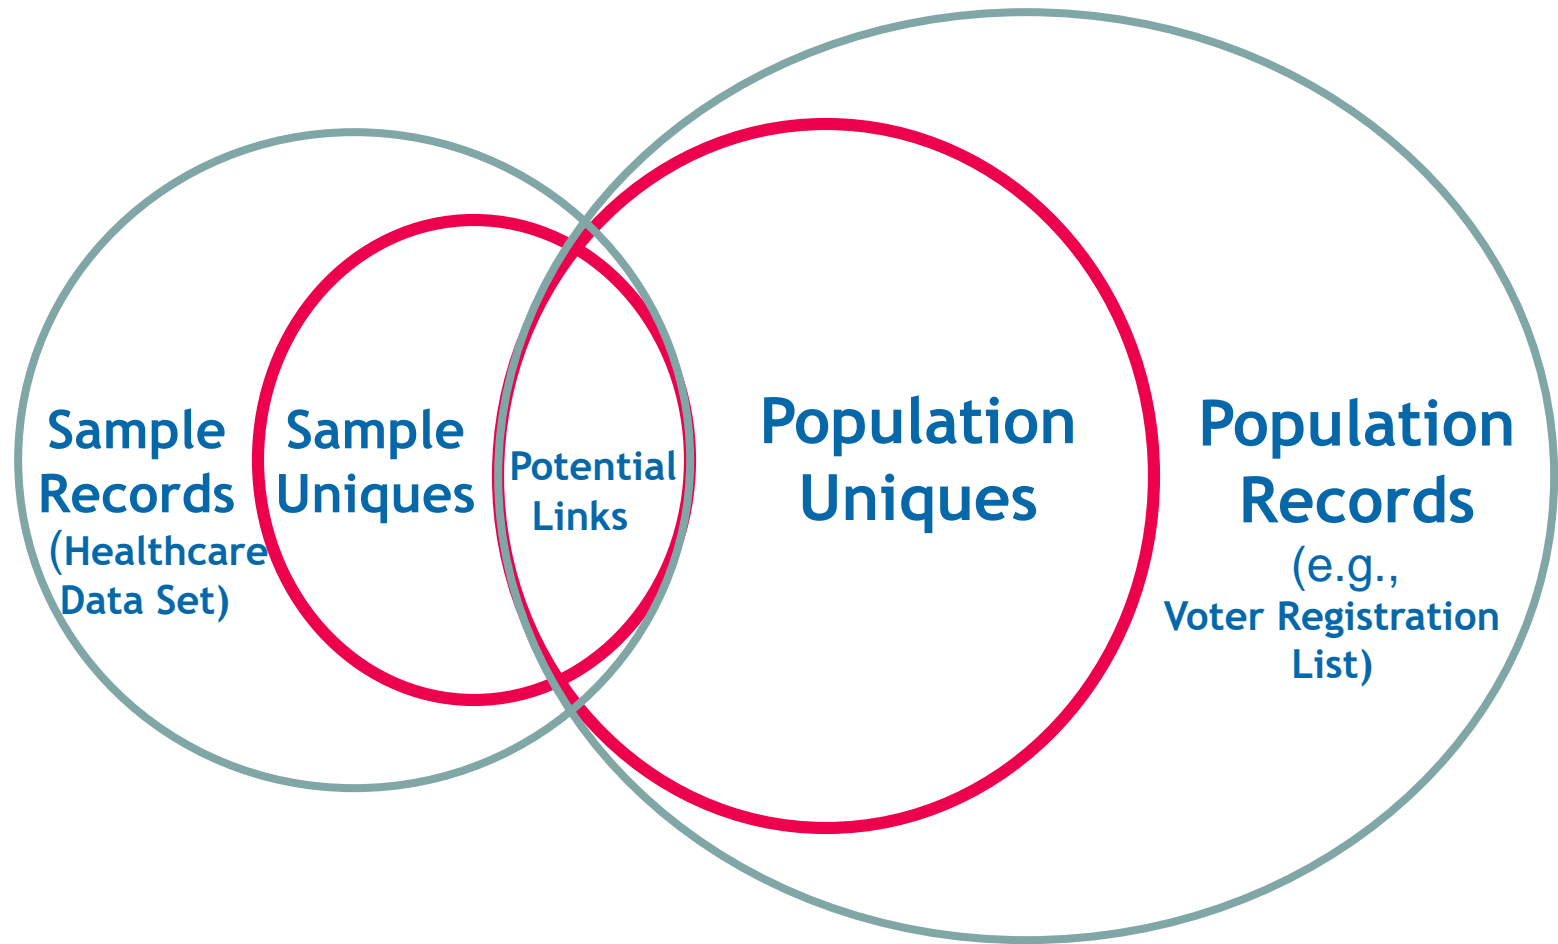 Sample
Records
(Healthcare
Data Set)
Sample
Uniques
Potential
Links
Population
Uniques
Population
Records
(e.g.,
Voter Registration
List)